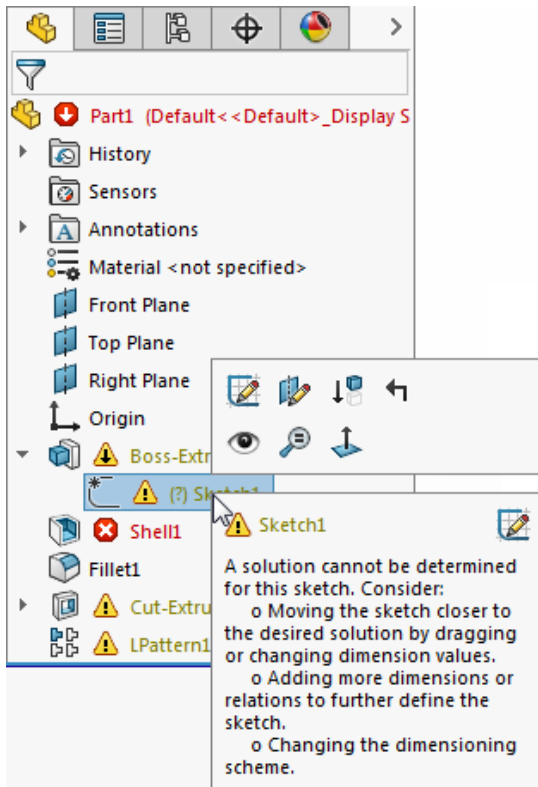 Part1 (Default<<Default>_Display S
History
Sensors
Annotations
Material <not specified>
Front Plane
Top Plane
Right Plane
Origin
Boss-Extr
(?) Sketch1
Shell1
Fillet1
Cut-Extru
LPattern1
Sketch1
A solution cannot be determined
for this sketch. Consider:
o Moving the sketch closer to
the desired solution by dragging
or changing dimension values.
o Adding more dimensions or
relations to further define the
sketch.
o Changing the dimensioning
scheme.